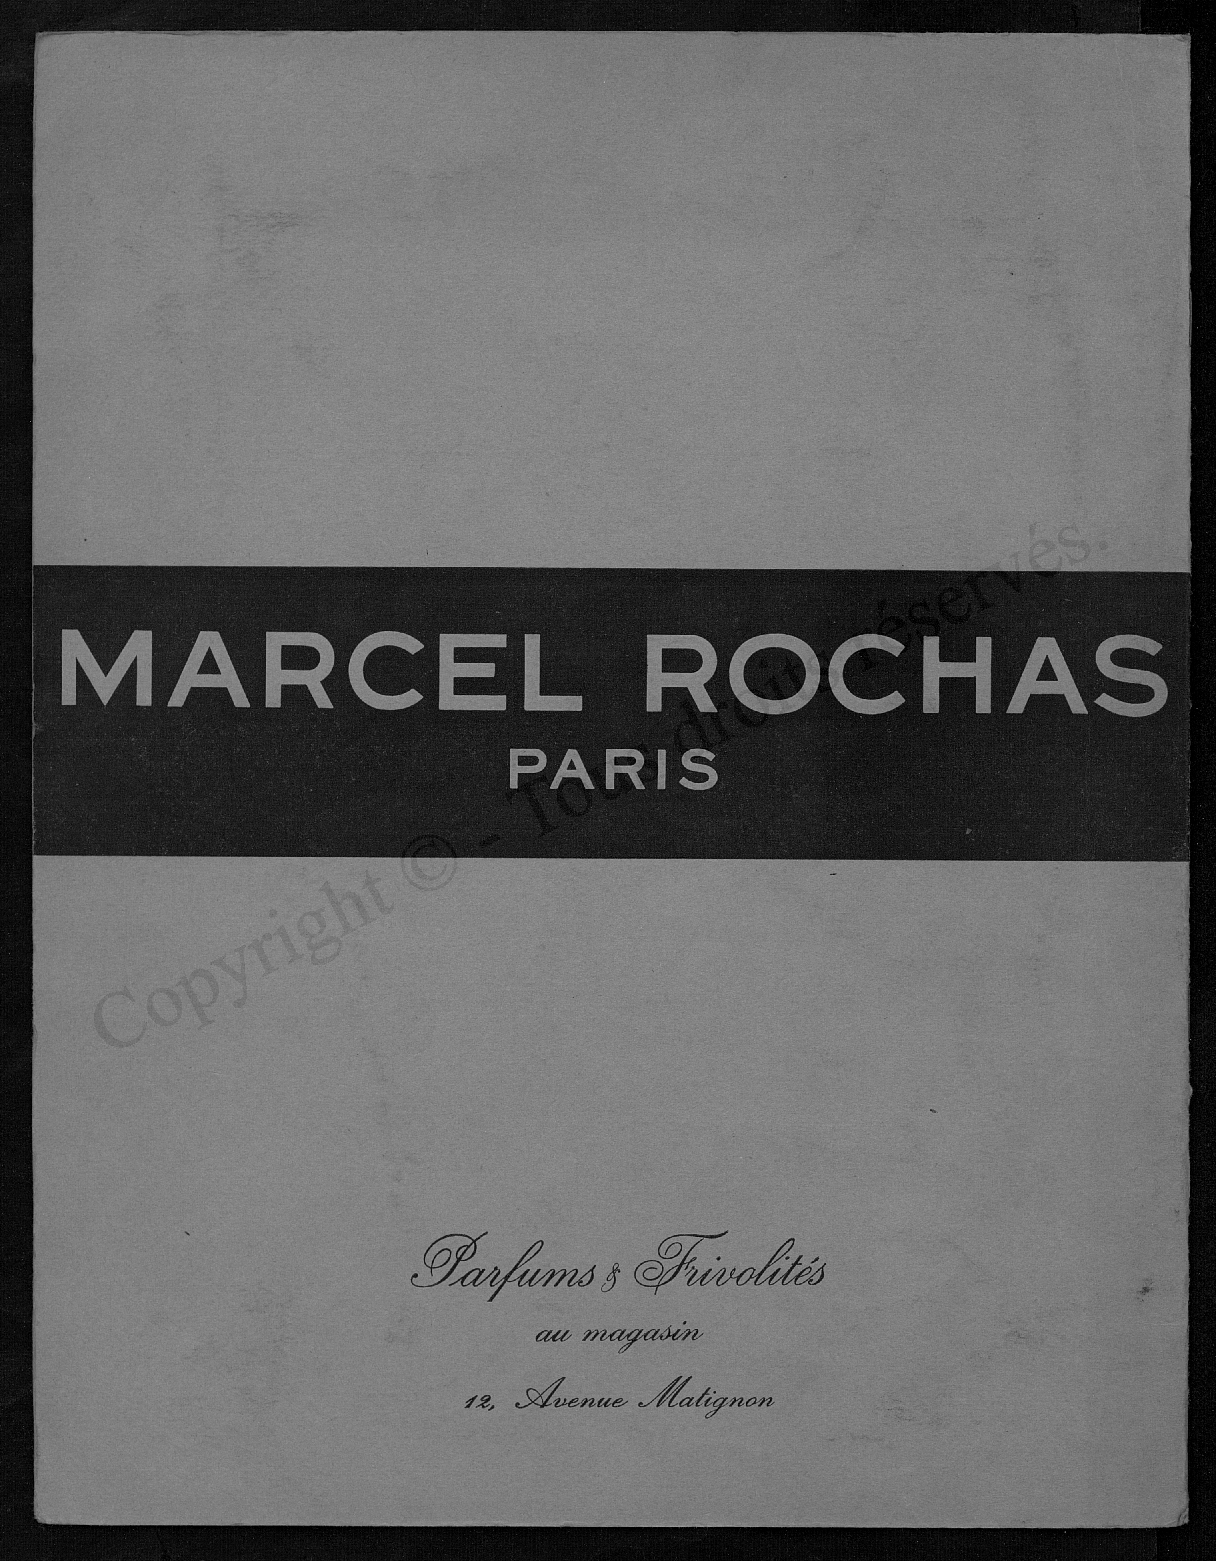 MARCEL ROCHAS
PARIS
Copyright © - Tous droits réservés.
Parfums & Frivolités
au magasin
12, Avenue Matignon